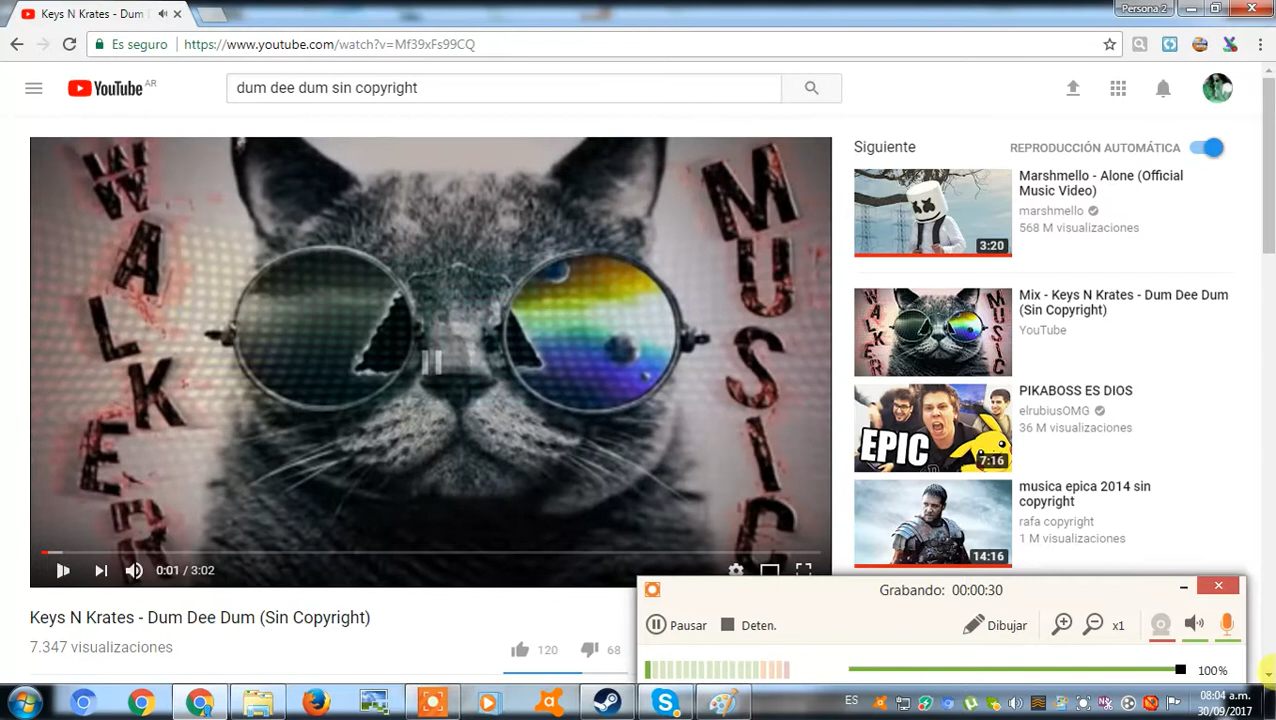 Keys N Krates - Dum D
Persona 2
Es seguro
https://www.youtube.com/watch?v=Mf39xFs99CQ
YouTube AR
dum dee dum sin copyright
WALKER
MUSIC
0:01 / 3:02
Keys N Krates - Dum Dee Dum (Sin Copyright)
7.347 visualizaciones
120
68
Siguiente
REPRODUCCIÓN AUTOMÁTICA
3:20
Marshmello - Alone (Official
Music Video)
marshmello
568 M visualizaciones
WALKER
MUSIC
Mix - Keys N Krates - Dum Dee Dum
(Sin Copyright)
YouTube
EPIC
7:16
PIKABOSS ES DIOS
elrubiusOMG
36 M visualizaciones
14:16
musica epica 2014 sin
copyright
rafa copyright
1 M visualizaciones
Grabando: 00:00:30
Pausar
Deten.
Dibujar
x1
100%
ES
08:04 a.m.
30/09/2017